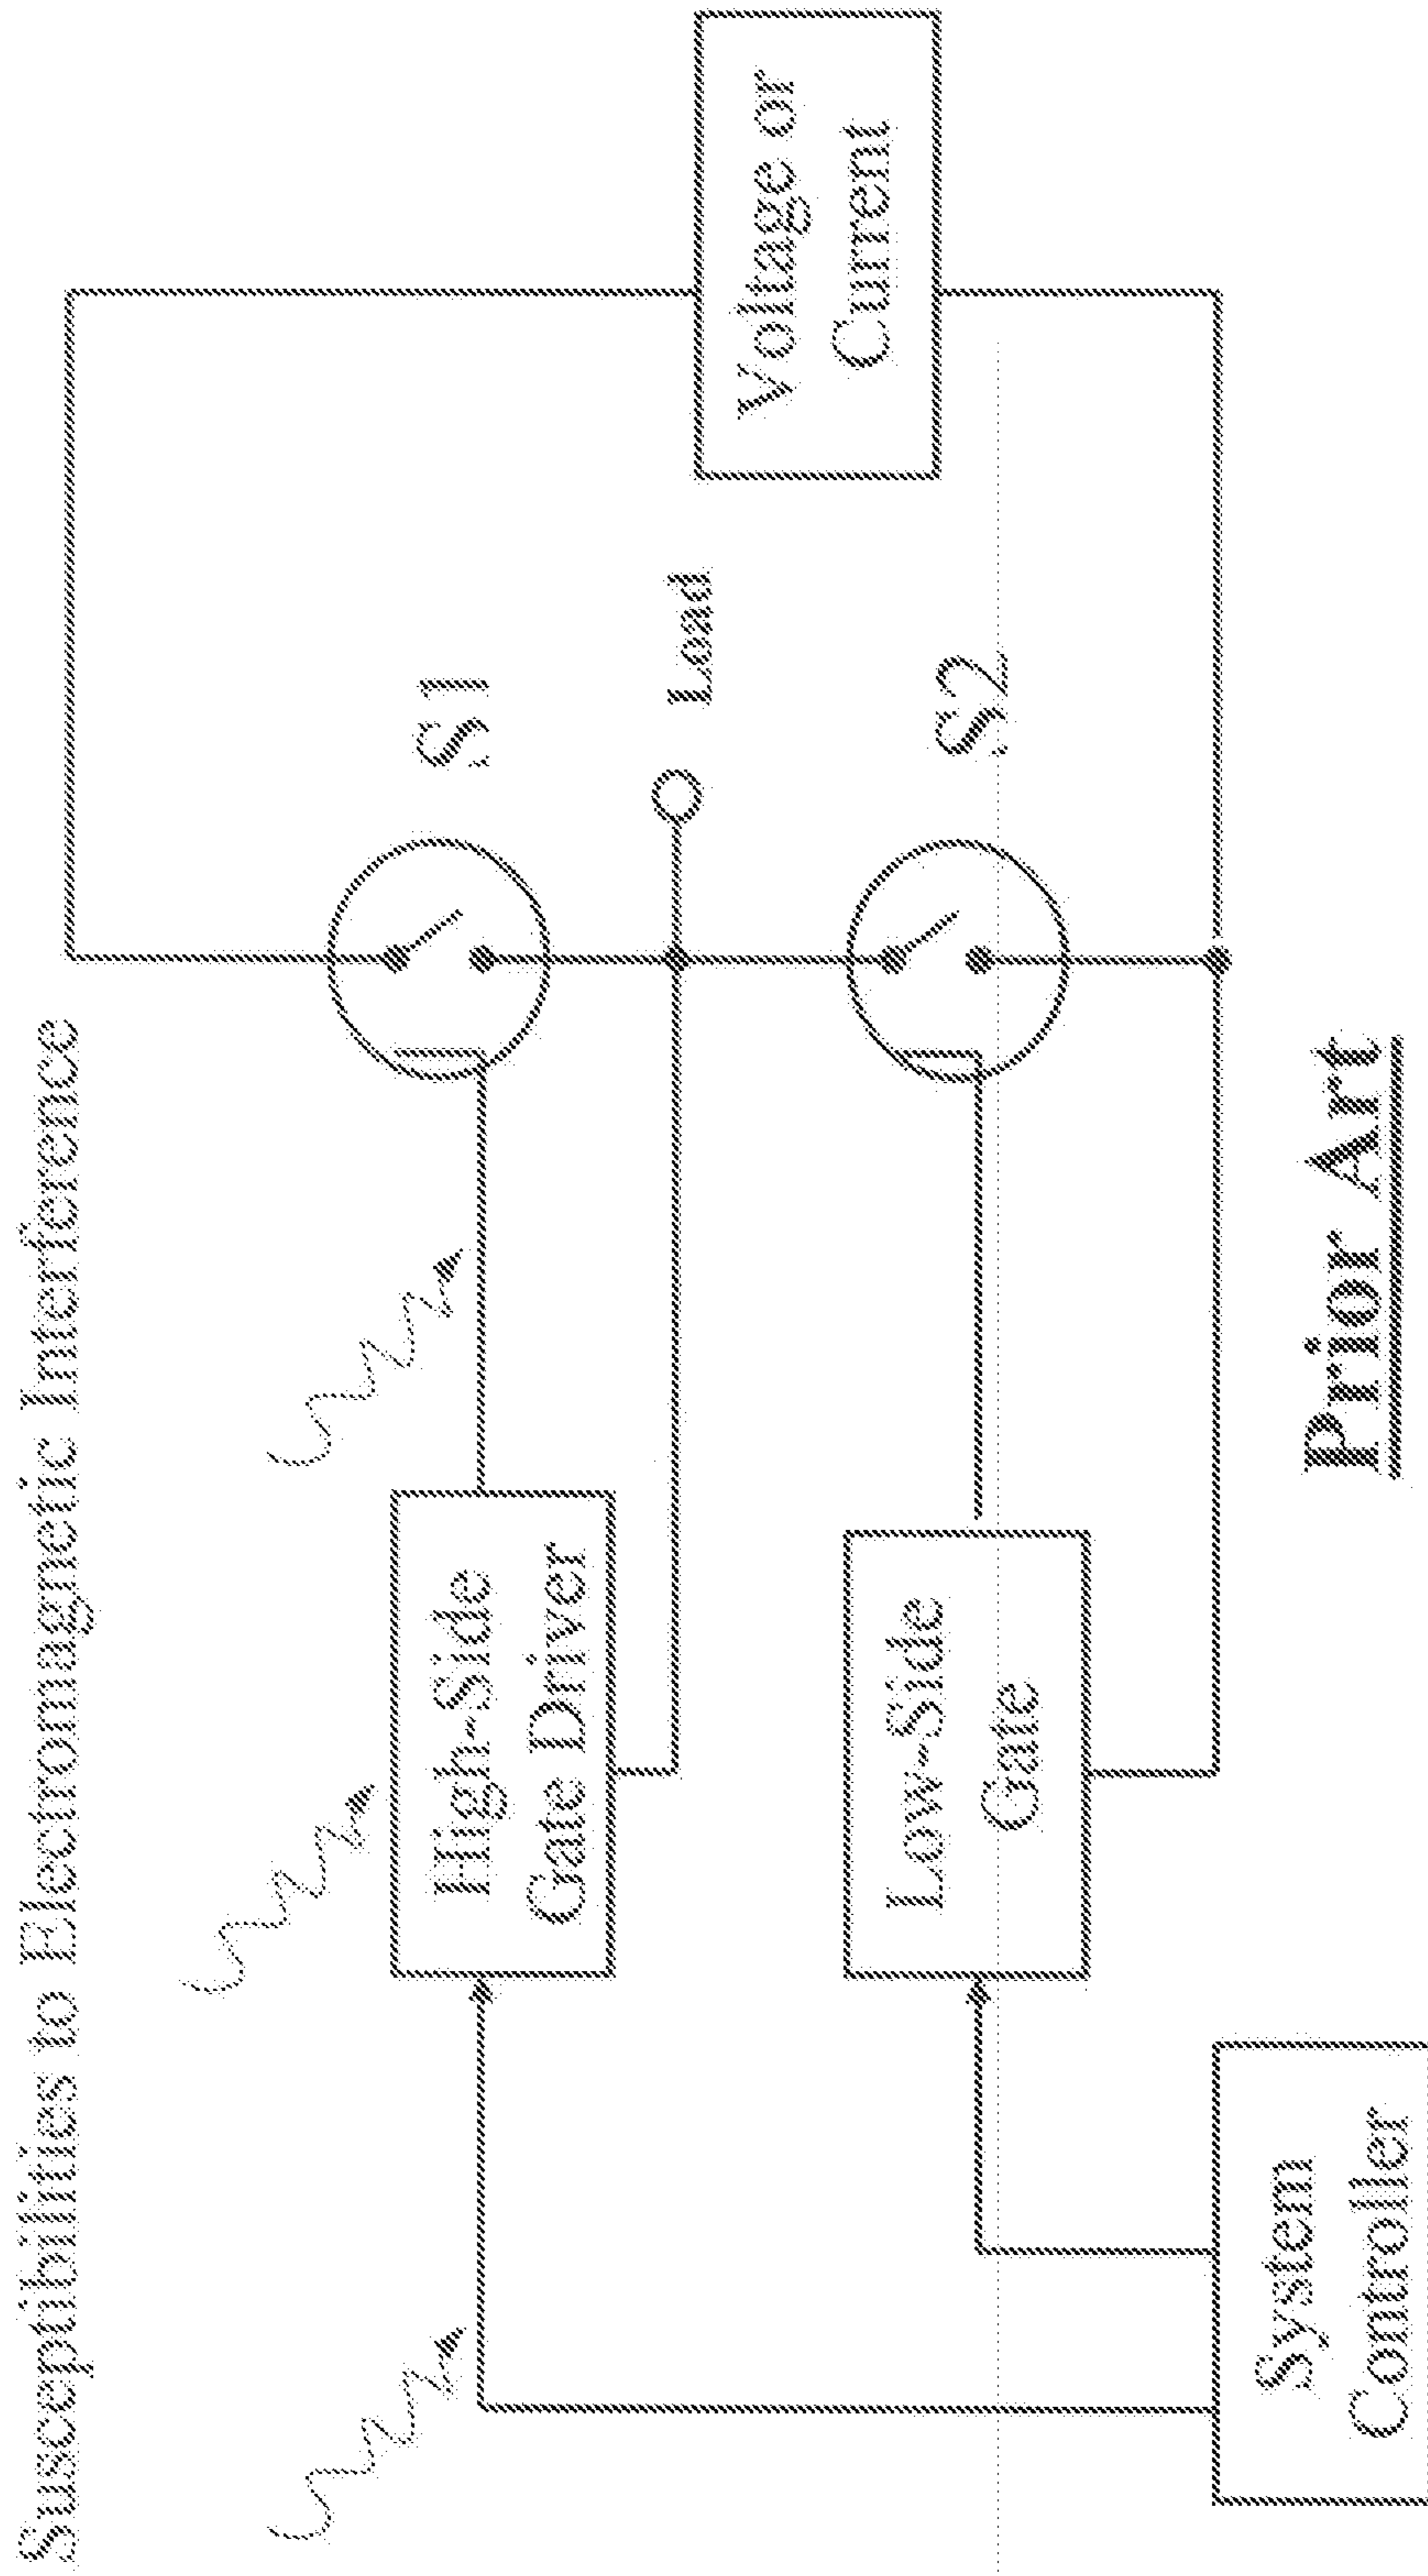 Susceptibilities to Electromagnetic Interference
High-Side
Gate Driver
S1
Load
Voltage or
Current
Low-Side
Gate
S2
System
Controller
Prior Art